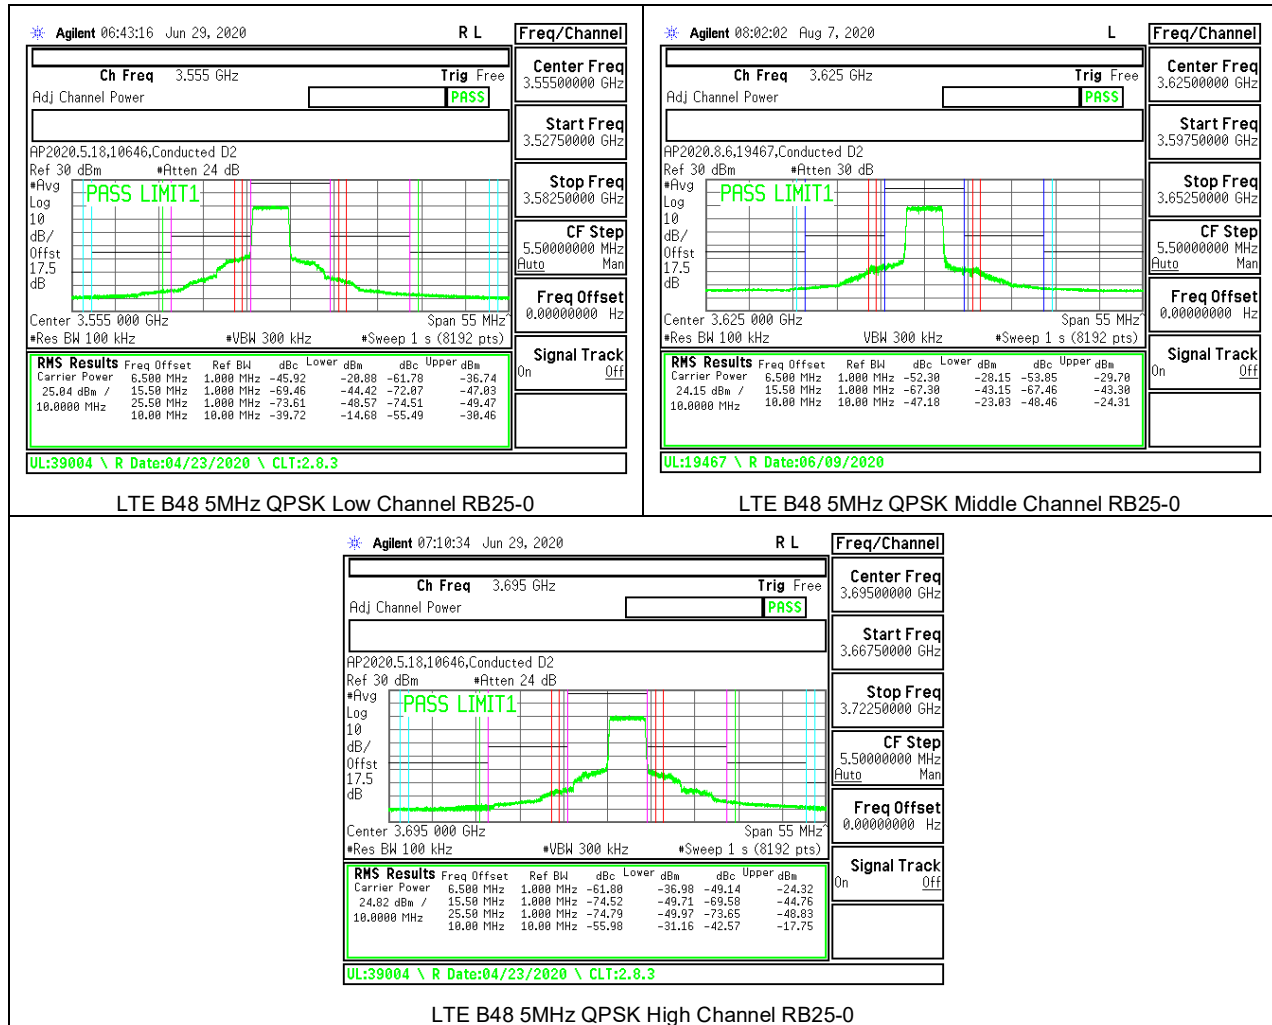 Agilent 06:43:16 Jun 29, 2020 R L
Freq/Channel
Ch Freq 3.555 GHz Trig Free
Adj Channel Power PASS
AP2020.5.18,10646,Conducted D2
Ref 30 dBm #Atten 24 dB
#Avg
Log
10
dB/
Offst
17.5
dB
PASS LIMIT1
Center 3.555 000 GHz Span 55 MHz^
#Res BW 100 kHz #VBW 300 kHz #Sweep 1 s (8192 pts)
RMS Results Freq Offset Ref BW dBc Lower dBm dBc Upper dBm
Carrier Power 6.500 MHz 1.000 MHz -45.92 -20.88 -61.78 -36.74
25.04 dBm / 15.50 MHz 1.000 MHz -69.46 -44.42 -72.07 -47.03
10.0000 MHz 25.50 MHz 1.000 MHz -73.61 -48.57 -74.51 -49.47
10.00 MHz 10.00 MHz -39.72 -14.68 -55.49 -30.46
UL:39004 \ R Date:04/23/2020 \ CLT:2.8.3
Center Freq
3.55500000 GHz
Start Freq
3.52750000 GHz
Stop Freq
3.58250000 GHz
CF Step
5.50000000 MHz
Auto Man
Freq Offset
0.00000000 Hz
Signal Track
On Off
LTE B48 5MHz QPSK Low Channel RB25-0
Agilent 08:02:02 Aug 7, 2020 L
Freq/Channel
Ch Freq 3.625 GHz Trig Free
Adj Channel Power PASS
AP2020.8.6,19467,Conducted D2
Ref 30 dBm #Atten 30 dB
#Avg
Log
10
dB/
Offst
17.5
dB
PASS LIMIT1
Center 3.625 000 GHz Span 55 MHz^
#Res BW 100 kHz VBW 300 kHz #Sweep 1 s (8192 pts)
RMS Results Freq Offset Ref BW dBc Lower dBm dBc Upper dBm
Carrier Power 6.500 MHz 1.000 MHz -52.30 -28.15 -53.85 -29.70
24.15 dBm / 15.50 MHz 1.000 MHz -67.30 -43.15 -67.46 -43.30
10.0000 MHz 10.00 MHz 10.00 MHz -47.18 -23.03 -48.46 -24.31
UL:19467 \ R Date:06/09/2020
Center Freq
3.62500000 GHz
Start Freq
3.59750000 GHz
Stop Freq
3.65250000 GHz
CF Step
5.50000000 MHz
Auto Man
Freq Offset
0.00000000 Hz
Signal Track
On Off
LTE B48 5MHz QPSK Middle Channel RB25-0
Agilent 07:10:34 Jun 29, 2020 R L
Freq/Channel
Ch Freq 3.695 GHz Trig Free
Adj Channel Power PASS
AP2020.5.18,10646,Conducted D2
Ref 30 dBm #Atten 24 dB
#Avg
Log
10
dB/
Offst
17.5
dB
PASS LIMIT1
Center 3.695 000 GHz Span 55 MHz^
#Res BW 100 kHz #VBW 300 kHz #Sweep 1 s (8192 pts)
RMS Results Freq Offset Ref BW dBc Lower dBm dBc Upper dBm
Carrier Power 6.500 MHz 1.000 MHz -61.80 -36.98 -49.14 -24.32
24.82 dBm / 15.50 MHz 1.000 MHz -74.52 -49.71 -69.58 -44.76
10.0000 MHz 25.50 MHz 1.000 MHz -74.79 -49.97 -73.65 -48.83
10.00 MHz 10.00 MHz -55.98 -31.16 -42.57 -17.75
UL:39004 \ R Date:04/23/2020 \ CLT:2.8.3
Center Freq
3.69500000 GHz
Start Freq
3.66750000 GHz
Stop Freq
3.72250000 GHz
CF Step
5.50000000 MHz
Auto Man
Freq Offset
0.00000000 Hz
Signal Track
On Off
LTE B48 5MHz QPSK High Channel RB25-0